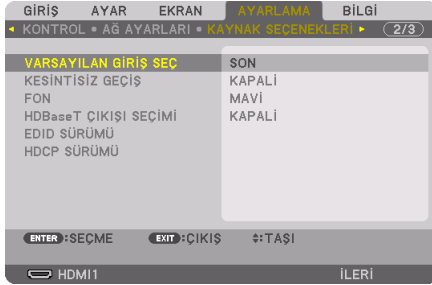 GİRİŞ AYAR EKRAN AYARLAMA BİLGİ
◂ KONTROL ● AĞ AYARLARI ● KAYNAK SEÇENEKLERİ ▸ 2/3
VARSAYILAN GİRİŞ SEÇ SON
KESİNTİSİZ GEÇİŞ KAPALİ
FON MAVİ
HDBaseT ÇIKIŞI SEÇİMİ KAPALİ
EDID SÜRÜMÜ
HDCP SÜRÜMÜ
ENTER :SEÇME EXIT :ÇIKIŞ ♦:TAŞI
HDMI1 İLERİ